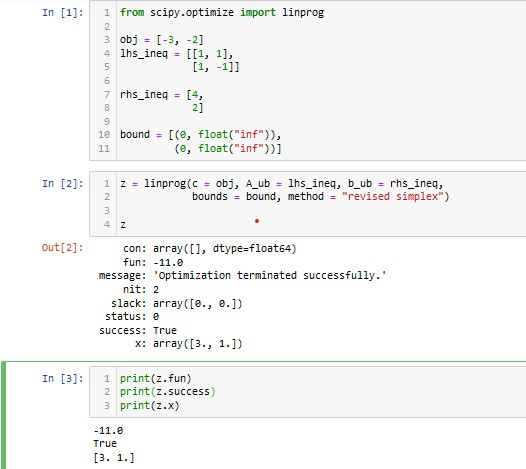 In [1]:
1 from scipy.optimize import linprog
2
3 obj = [-3, -2]
4 lhs_ineq = [[1, 1],
5             [1, -1]]
6
7 rhs_ineq = [4,
8             2]
9
10 bound = [(0, float("inf")),
11          (0, float("inf"))]
In [2]:
1 z = linprog(c = obj, A_ub = lhs_ineq, b_ub = rhs_ineq,
2             bounds = bound, method = "revised simplex")
3
4 z
Out[2]:
    con: array([], dtype=float64)
    fun: -11.0
message: 'Optimization terminated successfully.'
    nit: 2
  slack: array([0., 0.])
 status: 0
success: True
      x: array([3., 1.])
In [3]:
1 print(z.fun)
2 print(z.success)
3 print(z.x)
-11.0
True
[3. 1.]